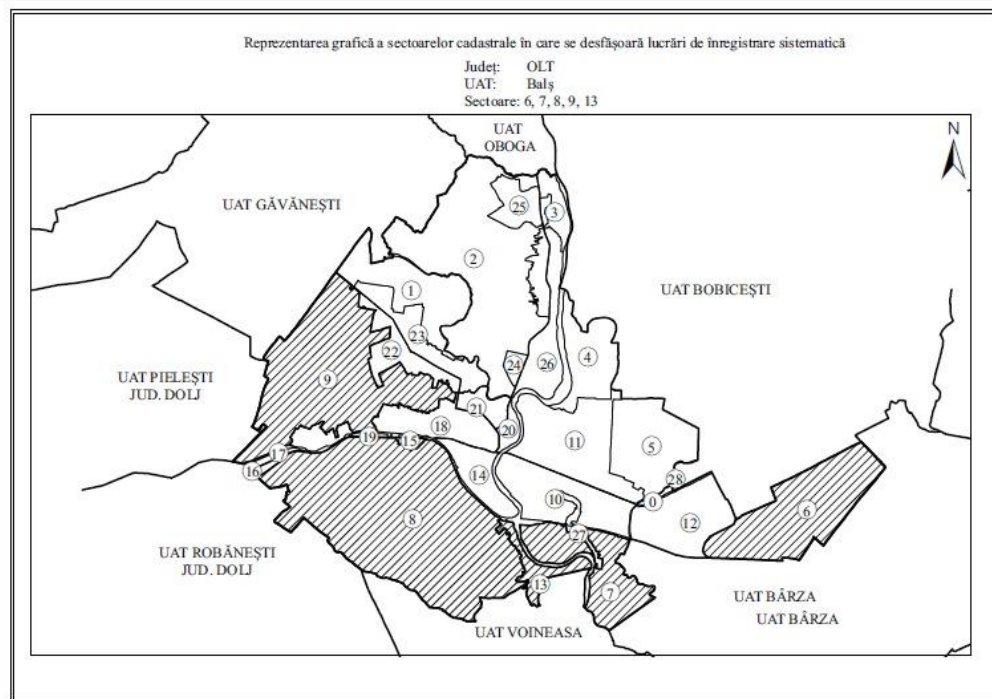 Reprezentarea grafică a sectoarelor cadastrale în care se desfășoară lucrări de înregistrare sistematică
Județ: OLT
UAT: Balș
Sectoare: 6, 7, 8, 9, 13
UAT
OBOGA
N
25
3
UAT GĂVĂNEȘTI
2
1
UAT BOBICEȘTI
23
22
24
26
4
UAT PIELEȘTI
JUD. DOLJ
9
21
18
20
19
15
11
5
17
16
14
28
10
0
8
12
6
27
UAT ROBĂNEȘTI
JUD. DOLJ
13
7
UAT BÂRZA
UAT BÂRZA
UAT VOINEASA